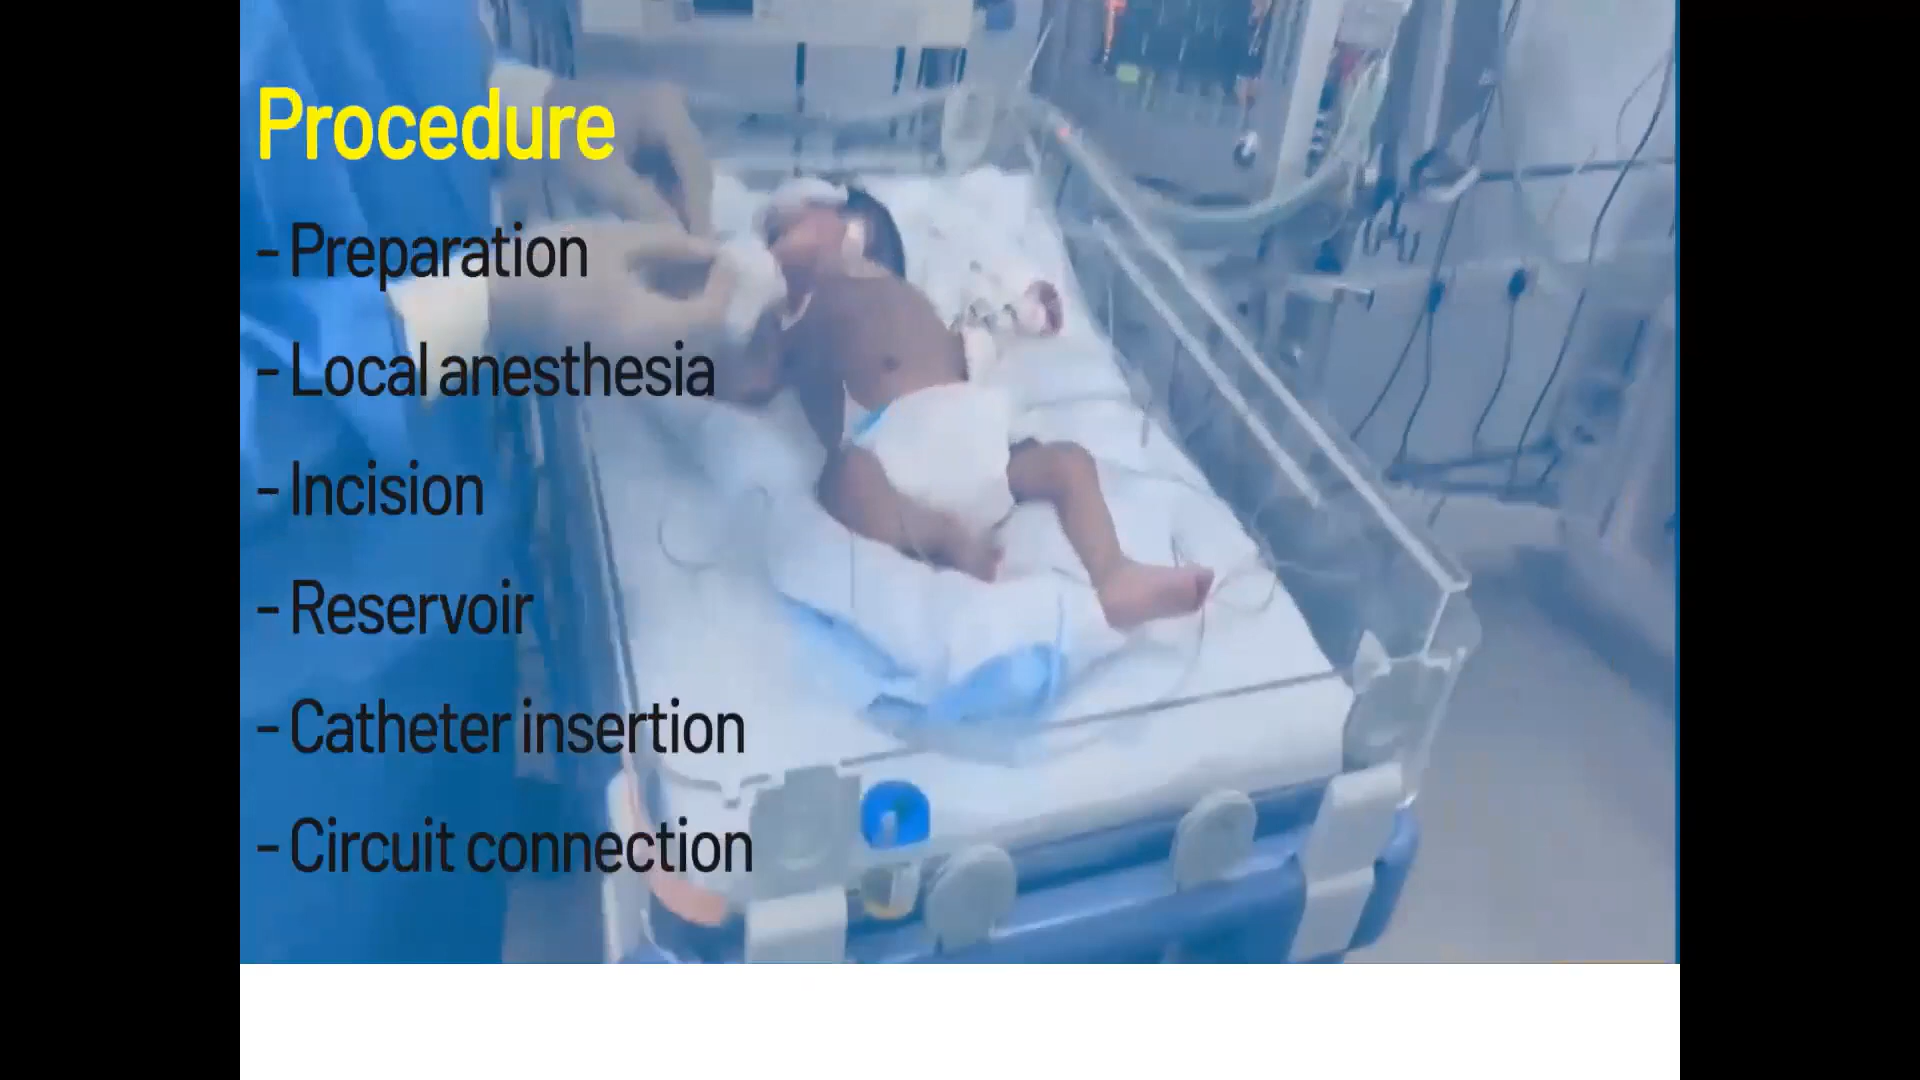 Procedure
- Preparation
- Local anesthesia
- Incision
- Reservoir
- Catheter insertion
- Circuit connection